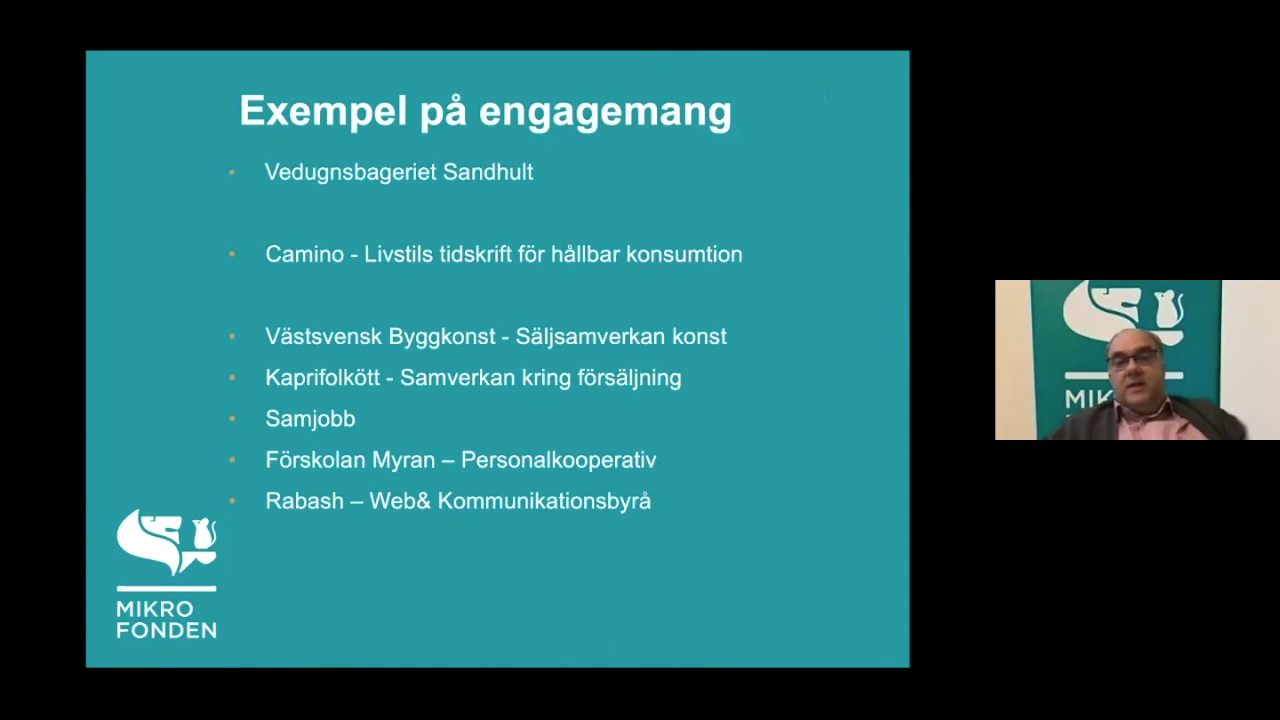 Exempel på engagemang
• Vedugnsbageriet Sandhult
• Camino - Livstils tidskrift för hållbar konsumtion
• Västsvensk Byggkonst - Säljsamverkan konst
• Kaprifolkött - Samverkan kring försäljning
• Samjobb
• Förskolan Myran – Personalkooperativ
• Rabash – Web& Kommunikationsbyrå
MIKRO
FONDEN
MIK